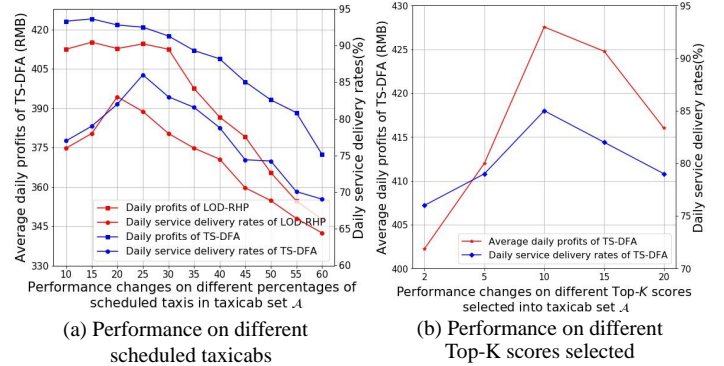 Average daily profits of TS-DFA (RMB)
420
405
390
375
360
345
330
95
90
85
80
75
70
65
60
Daily service delivery rates(%)
Daily profits of LOD-RHP
Daily service delivery rates of LOD-RHP
Daily profits of TS-DFA
Daily service delivery rates of TS-DFA
10 15 20 25 30 35 40 45 50 55 60
Performance changes on different percentages of
scheduled taxis in taxicab set 𝒜
(a) Performance on different
scheduled taxicabs
Average daily profits of TS-DFA (RMB)
430
425
420
415
410
405
400
95
90
85
80
75
70
Daily service delivery rates(%)
Average daily profits of TS-DFA
Daily service delivery rates of TS-DFA
2 5 10 15 20
Performance changes on different Top-K scores
selected into taxicab set 𝒜
(b) Performance on different
Top-K scores selected